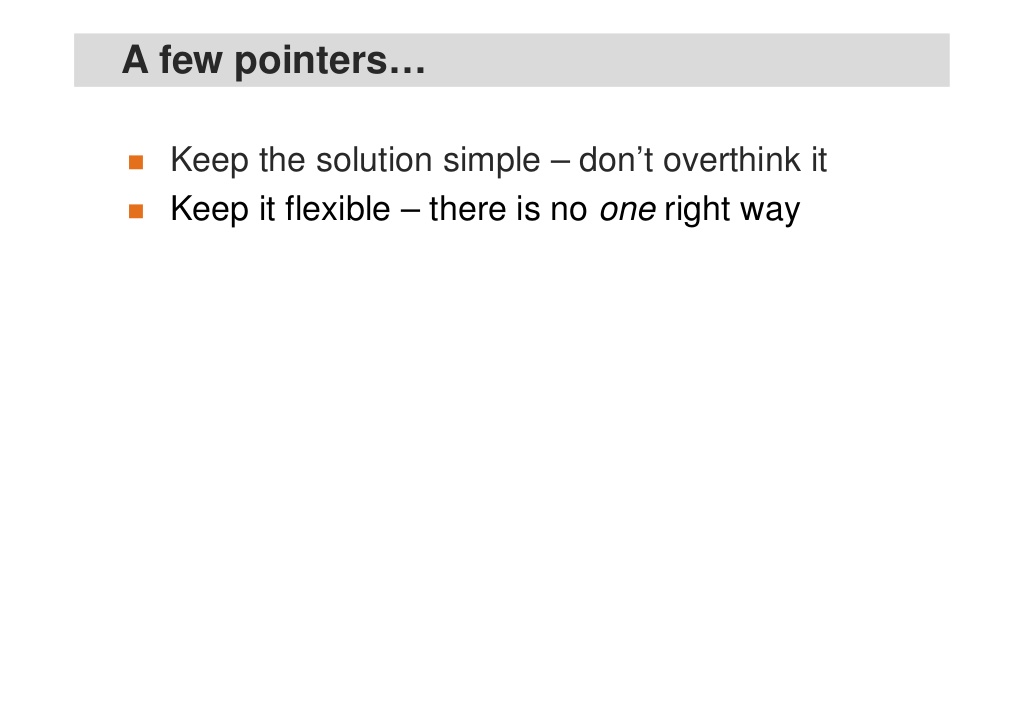 A few pointers…
Keep the solution simple – don’t overthink it
Keep it flexible – there is no one right way